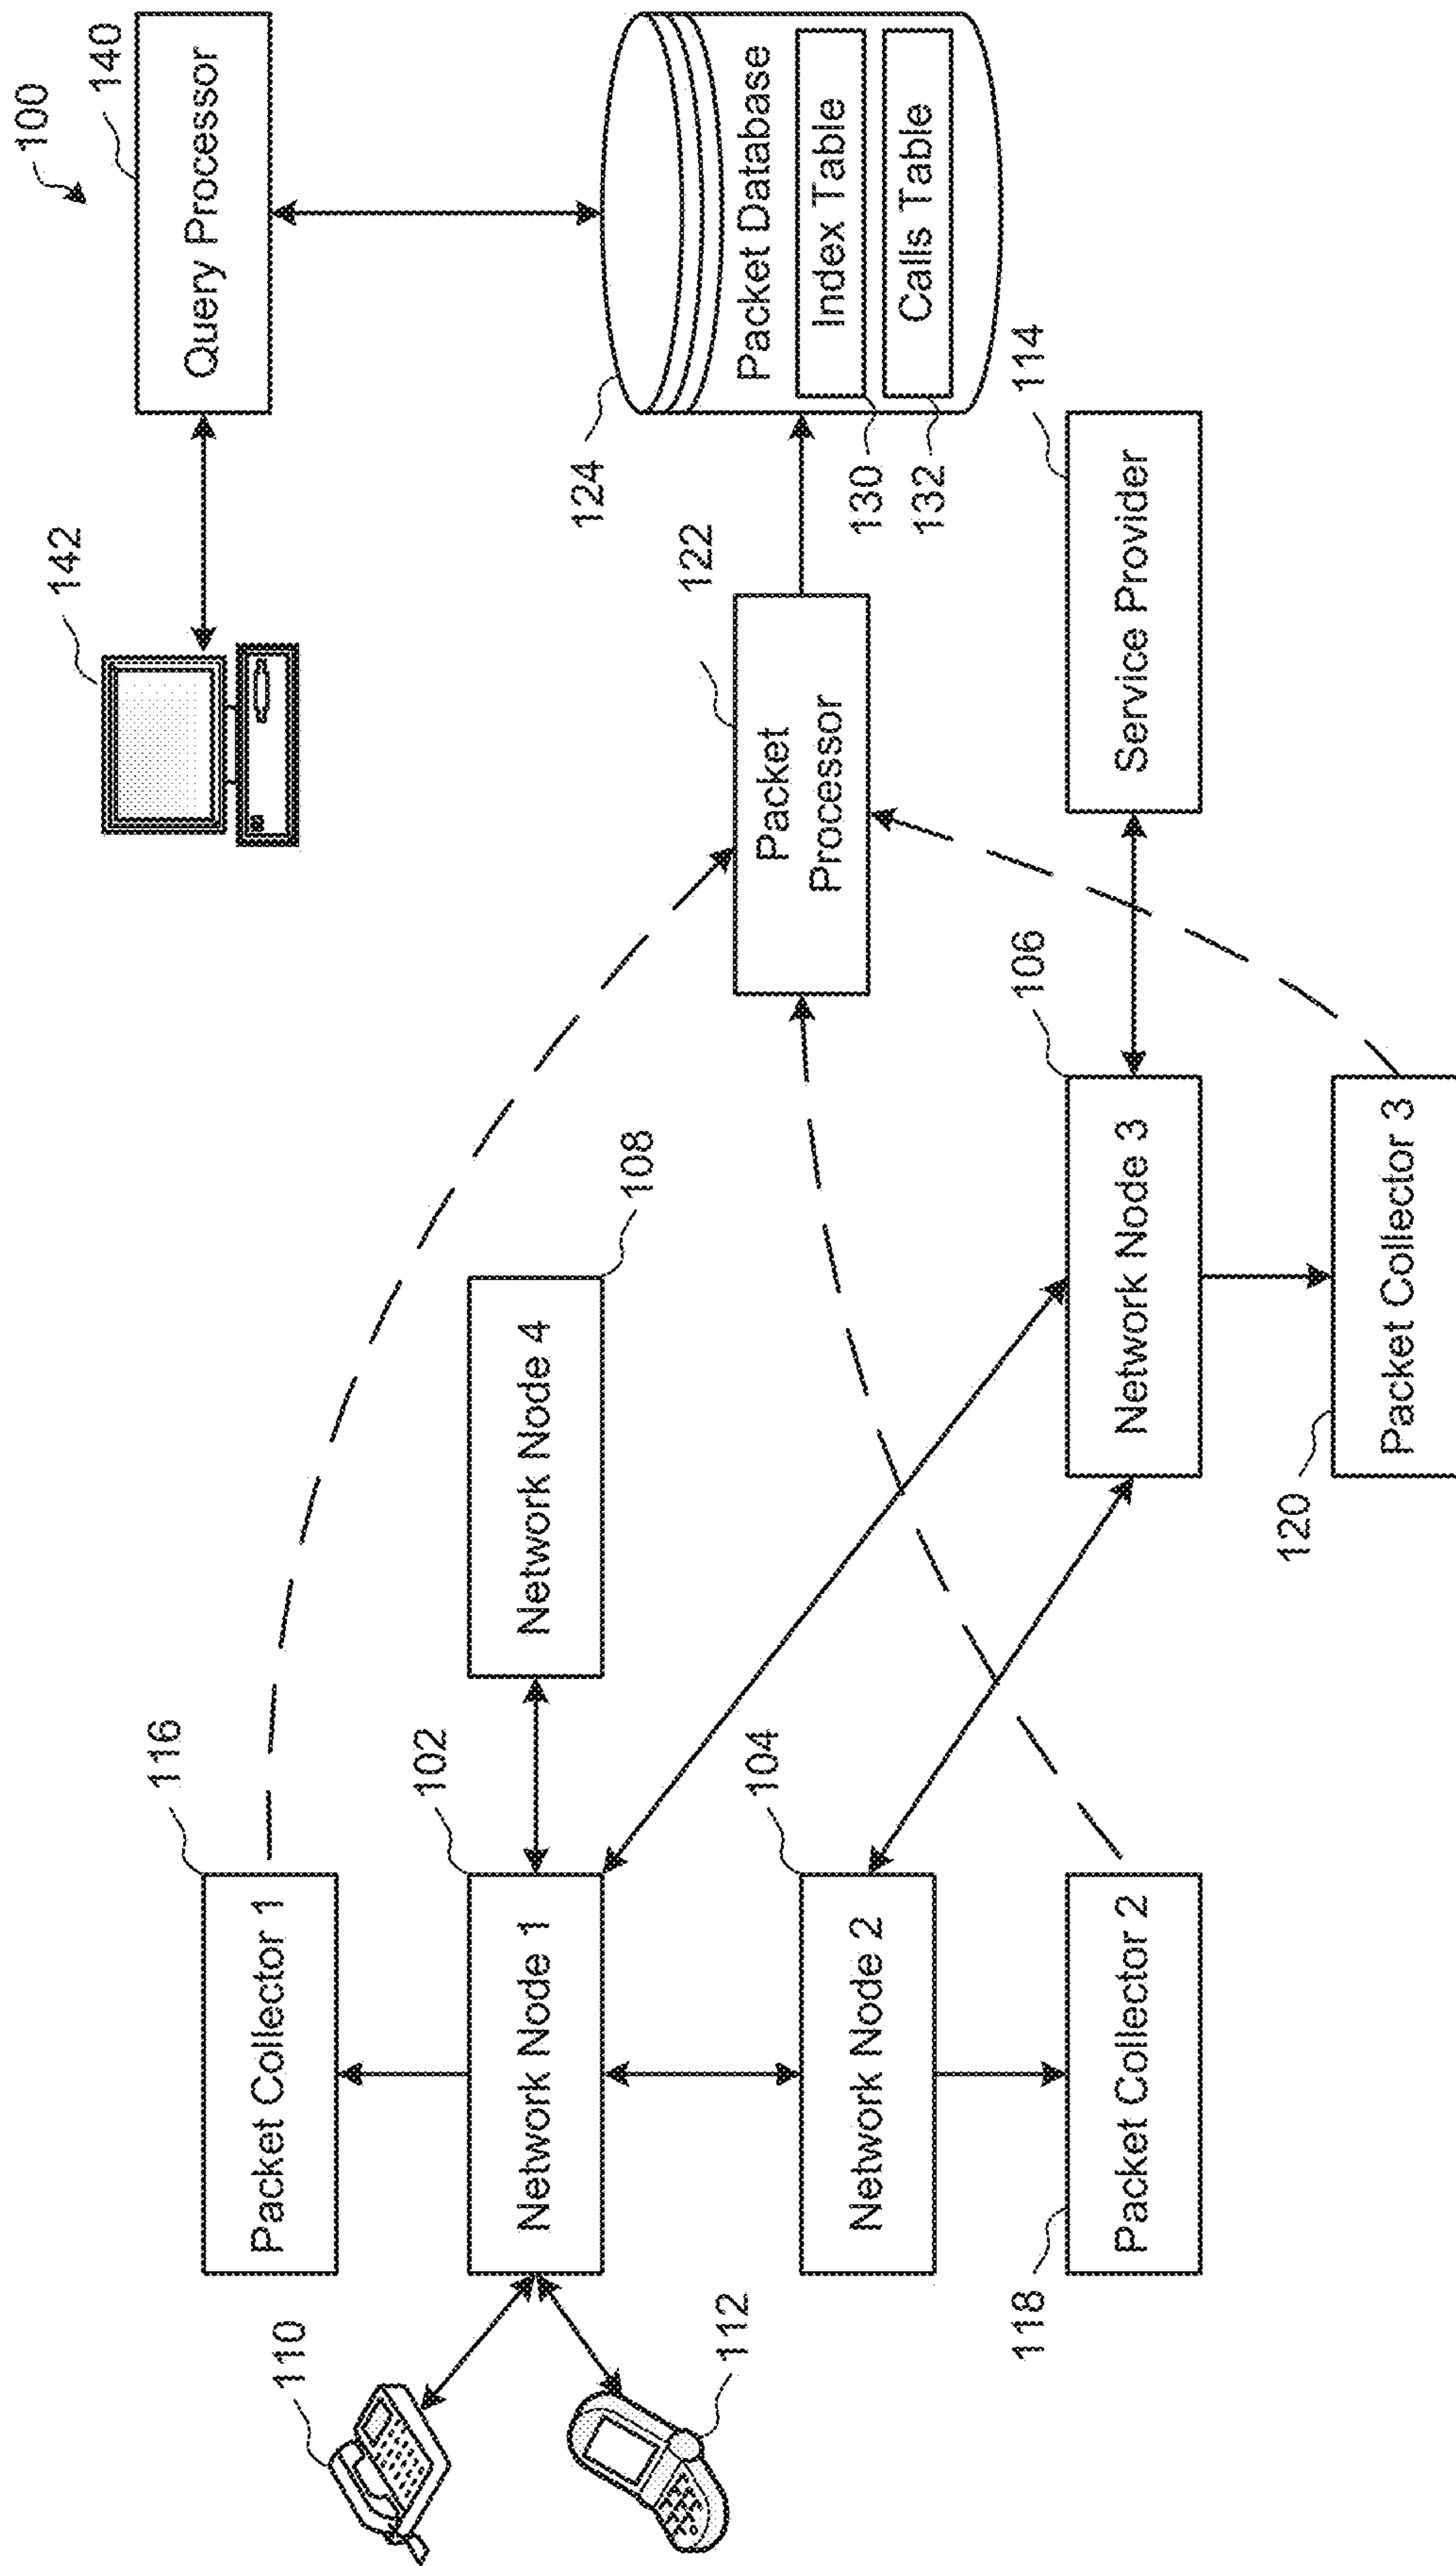 100
Packet Collector 1
116
142
Query Processor
140
110
Network Node 1
102
Network Node 4
108
Packet
Processor
122
124
Packet Database
Index Table
130
Calls Table
132
112
Network Node 2
104
118
Packet Collector 2
Network Node 3
106
Service Provider
114
120
Packet Collector 3